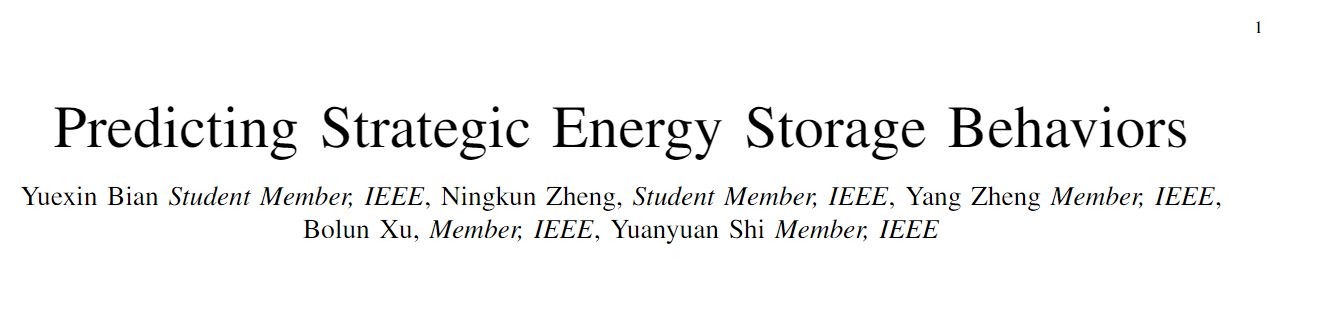 1
Predicting Strategic Energy Storage Behaviors
Yuexin Bian Student Member, IEEE, Ningkun Zheng, Student Member, IEEE, Yang Zheng Member, IEEE,
Bolun Xu, Member, IEEE, Yuanyuan Shi Member, IEEE